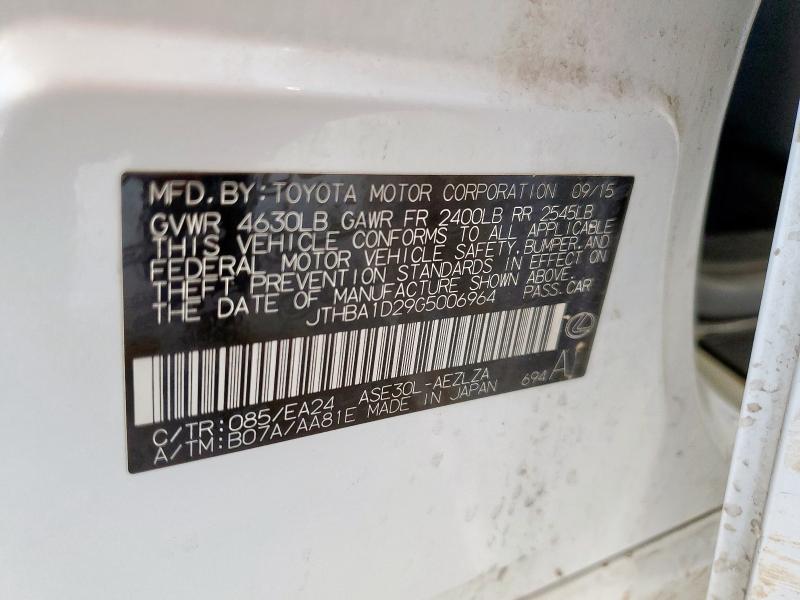 MFD. BY: TOYOTA MOTOR CORPORATION 09/15
GVWR 4630LB GAWR FR 2400LB RR 2545LB
THIS VEHICLE CONFORMS TO ALL APPLICABLE
FEDERAL MOTOR VEHICLE SAFETY, BUMPER, AND
THEFT PREVENTION STANDARDS IN EFFECT ON
THE DATE OF MANUFACTURE SHOWN ABOVE.
JTHBA1D29G5006964 PASS. CAR
C/TR: 085/EA24 ASE30L-AEZLZA
A/TM: B07A/AA81E MADE IN JAPAN 694 A